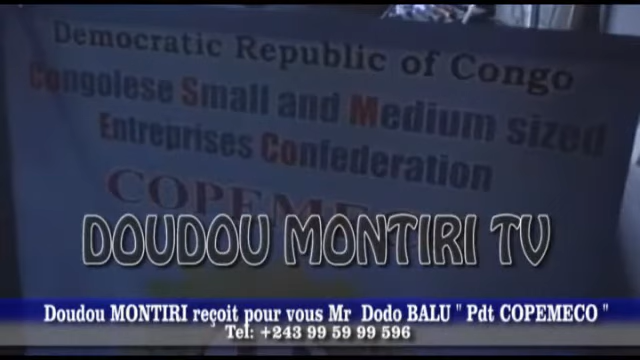 Democratic Republic of Congo
Congolese Small and Medium sized
Entreprises Confederation
COPEMECO
DOUDOU MONTIRI TV
Doudou MONTIRI reçoit pour vous Mr Dodo BALU " Pdt COPEMECO "
Tel: +243 99 59 99 596